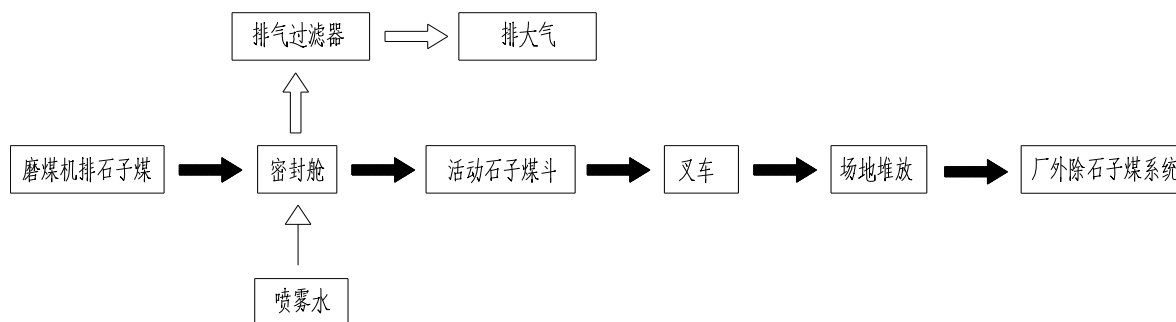 排气过滤器
排大气
磨煤机排石子煤
密封舱
活动石子煤斗
叉车
场地堆放
厂外除石子煤系统
喷雾水